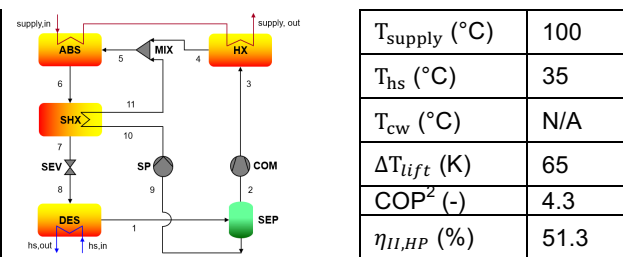 supply,in
supply, out
ABS
MIX
HX
5
4
6
3
11
SHX
10
7
SEV
SP
COM
8
9
2
DES
1
SEP
hs,out
hs,in
T_supply (°C) 100
T_hs (°C) 35
T_cw (°C) N/A
ΔT_lift (K) 65
COP² (-) 4.3
η_II,HP (%) 51.3